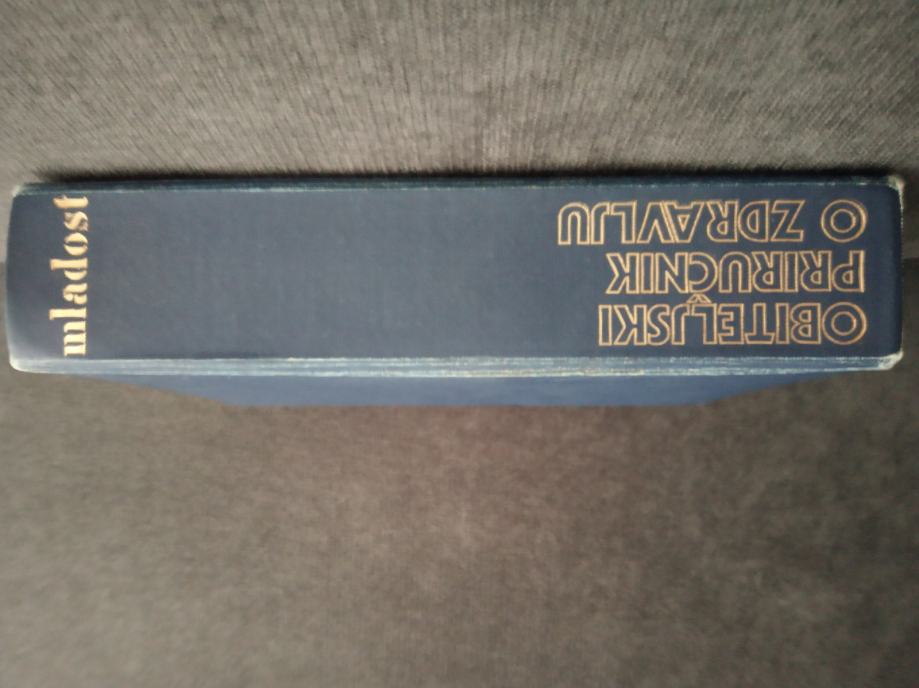 OBITELJSKI
PRIRUČNIK
O ZDRAVLJU
mladost